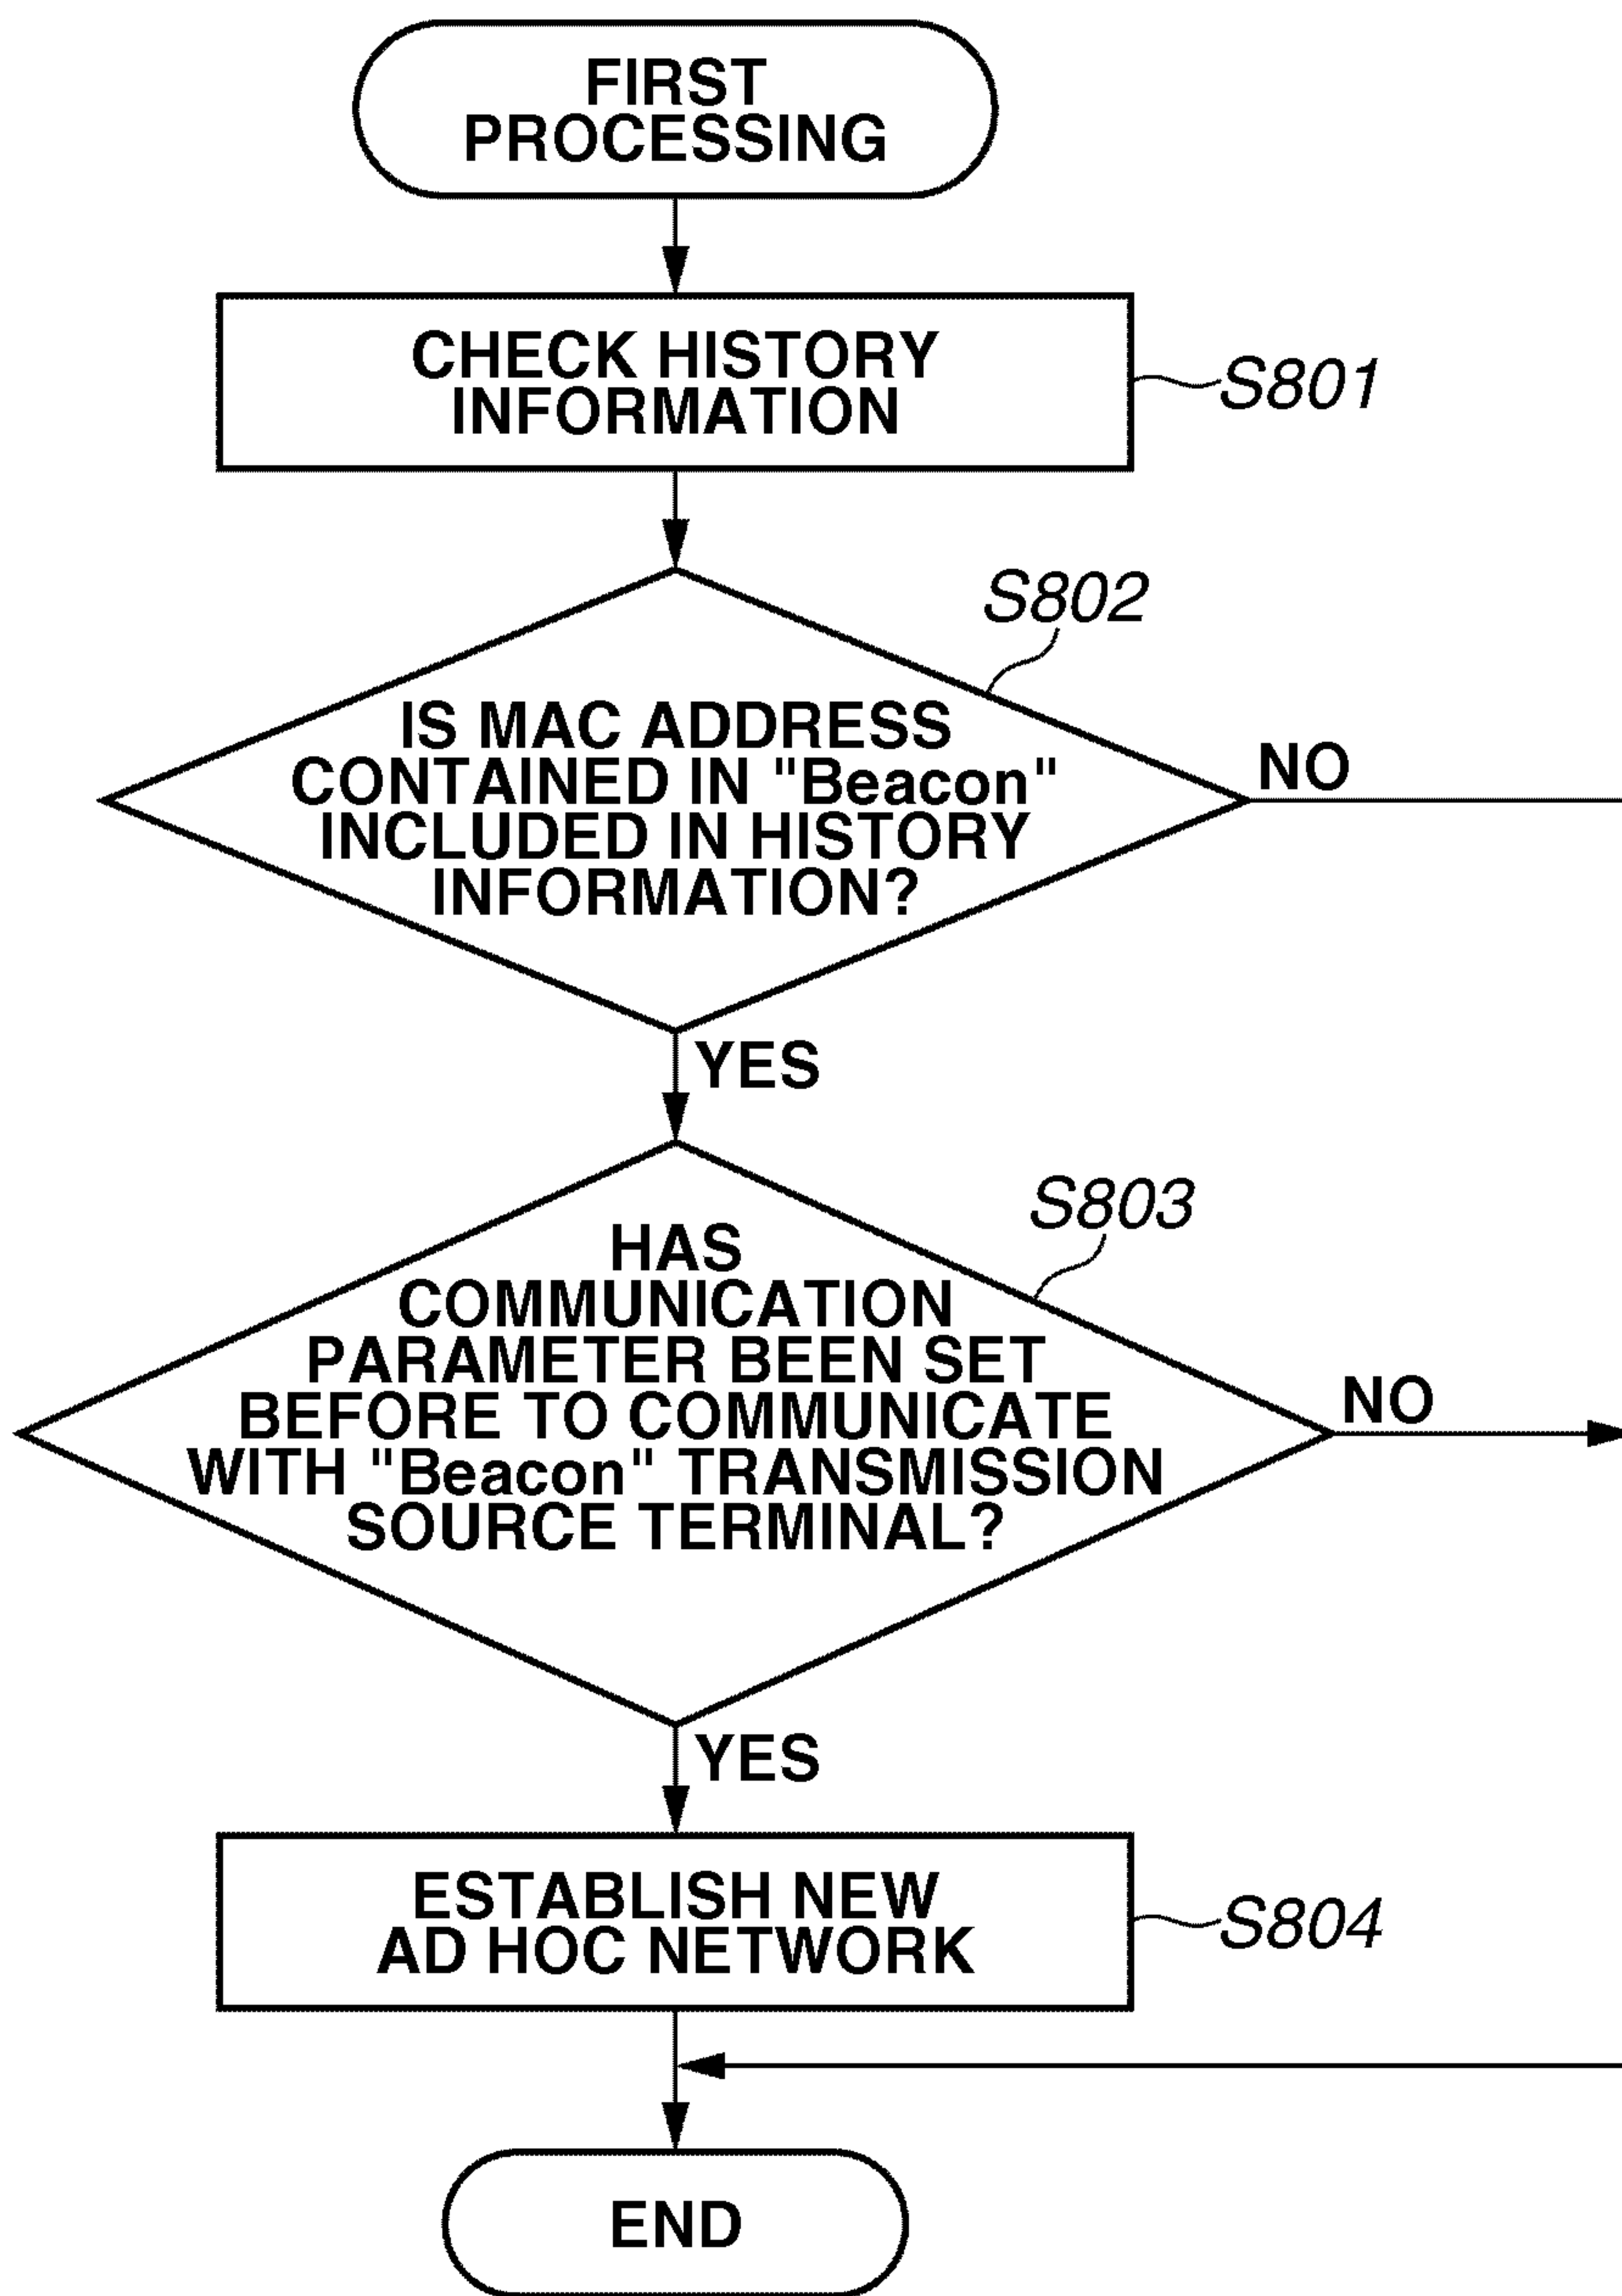 FIRST
PROCESSING
CHECK HISTORY
INFORMATION
S801
S802
IS MAC ADDRESS
CONTAINED IN "Beacon"
INCLUDED IN HISTORY
INFORMATION?
NO
YES
S803
HAS
COMMUNICATION
PARAMETER BEEN SET
BEFORE TO COMMUNICATE
WITH "Beacon" TRANSMISSION
SOURCE TERMINAL?
NO
YES
ESTABLISH NEW
AD HOC NETWORK
S804
END